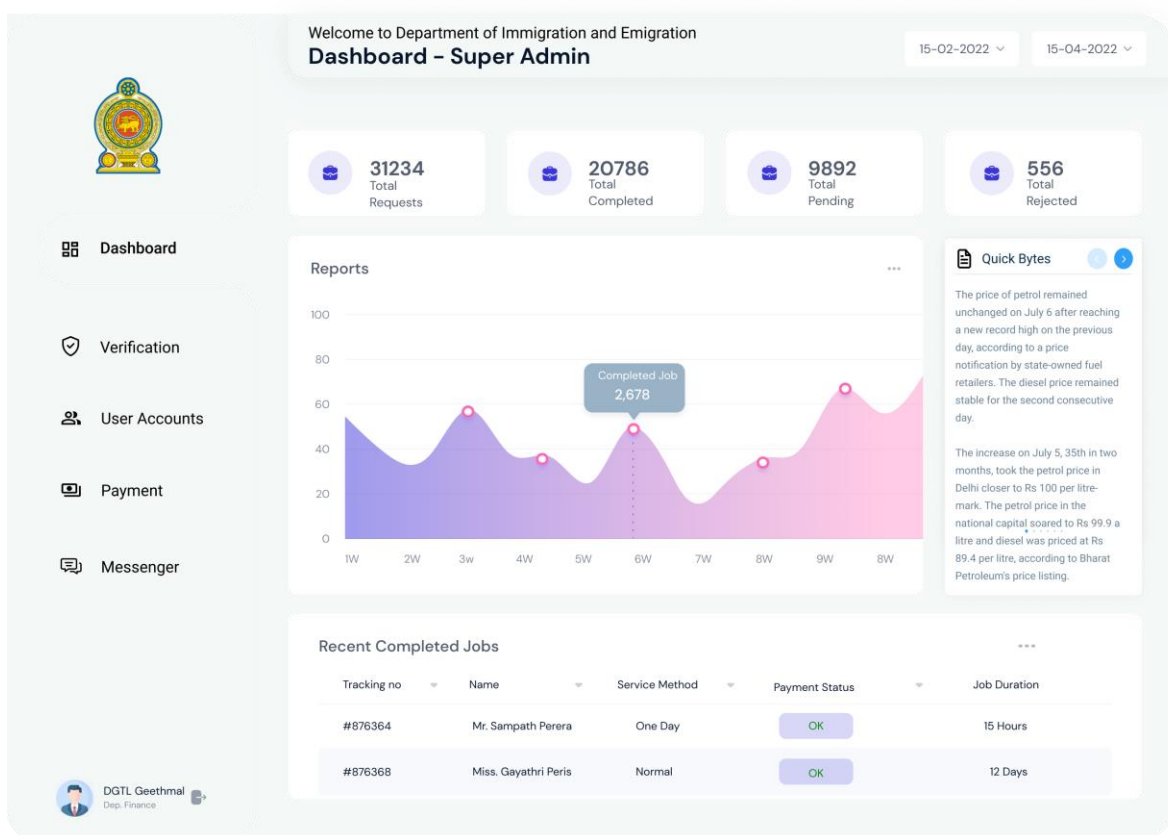 Welcome to Department of Immigration and Emigration
Dashboard - Super Admin
15-02-2022
15-04-2022
31234
Total
Requests
20786
Total
Completed
9892
Total
Pending
556
Total
Rejected
Dashboard
Verification
User Accounts
Payment
Messenger
DGTL Geethmal
Dep. Finance
Reports
100
80
60
40
20
0
Completed Job
2,678
1W 2W 3w 4W 5W 6W 7W 8W 9W 8W
Quick Bytes
The price of petrol remained
unchanged on July 6 after reaching
a new record high on the previous
day, according to a price
notification by state-owned fuel
retailers. The diesel price remained
stable for the second consecutive
day.
The increase on July 5, 35th in two
months, took the petrol price in
Delhi closer to Rs 100 per litre-
mark. The petrol price in the
national capital soared to Rs 99.9 a
litre and diesel was priced at Rs
89.4 per litre, according to Bharat
Petroleum's price listing.
Recent Completed Jobs
Tracking no Name Service Method Payment Status Job Duration
#876364 Mr. Sampath Perera One Day OK 15 Hours
#876368 Miss. Gayathri Peris Normal OK 12 Days